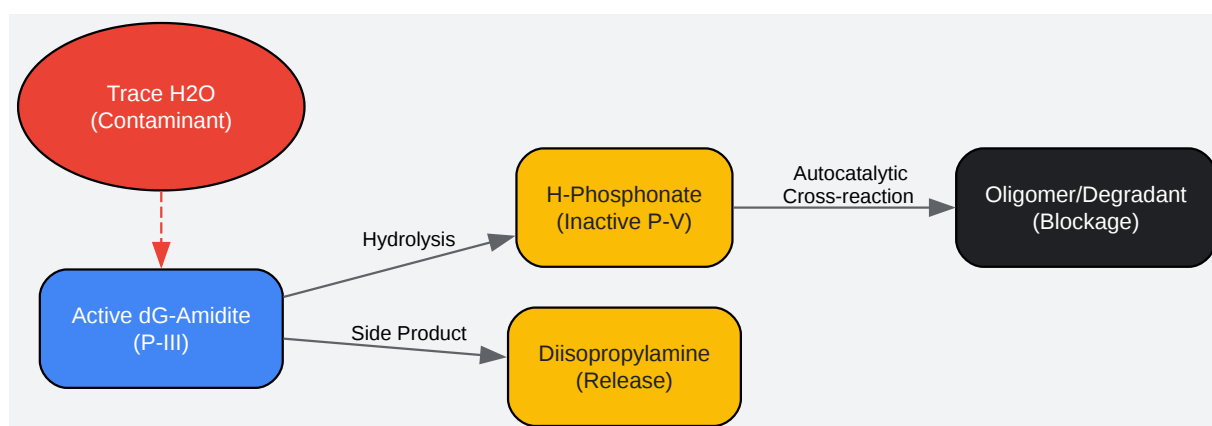 Trace H2O
(Contaminant)
Active dG-Amidite
(P-III)
Hydrolysis
Side Product
H-Phosphonate
(Inactive P-V)
Diisopropylamine
(Release)
Autocatalytic
Cross-reaction
Oligomer/Degradant
(Blockage)